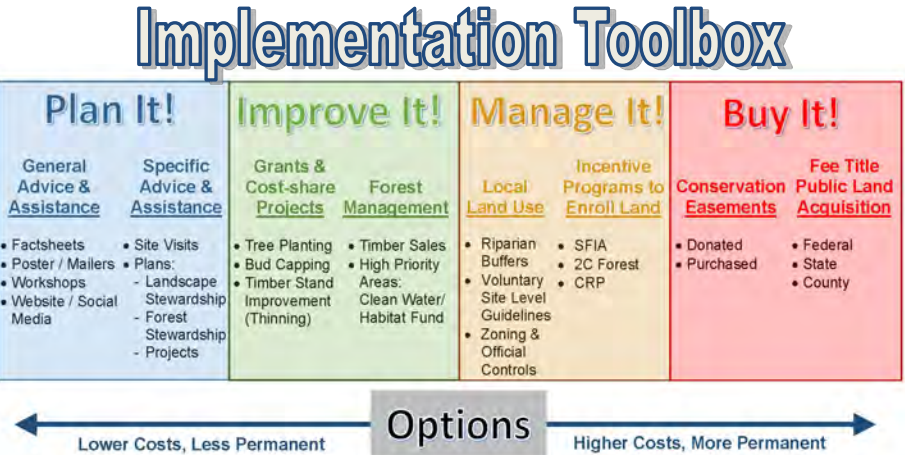 Implementation Toolbox
Plan It!
General
Advice &
Assistance
• Factsheets
• Poster / Mailers
• Workshops
• Website / Social
Media
Specific
Advice &
Assistance
• Site Visits
• Plans:
- Landscape
Stewardship
- Forest
Stewardship
- Projects
Improve It!
Grants &
Cost-share
Projects
• Tree Planting
• Bud Capping
• Timber Stand
Improvement
(Thinning)
Forest
Management
• Timber Sales
• High Priority
Areas:
Clean Water/
Habitat Fund
Manage It!
Local
Land Use
• Riparian
Buffers
• Voluntary
Site Level
Guidelines
• Zoning &
Official
Controls
Incentive
Programs to
Enroll Land
• SFIA
• 2C Forest
• CRP
Buy It!
Conservation
Easements
• Donated
• Purchased
Fee Title
Public Land
Acquisition
• Federal
• State
• County
Options
Lower Costs, Less Permanent
Higher Costs, More Permanent